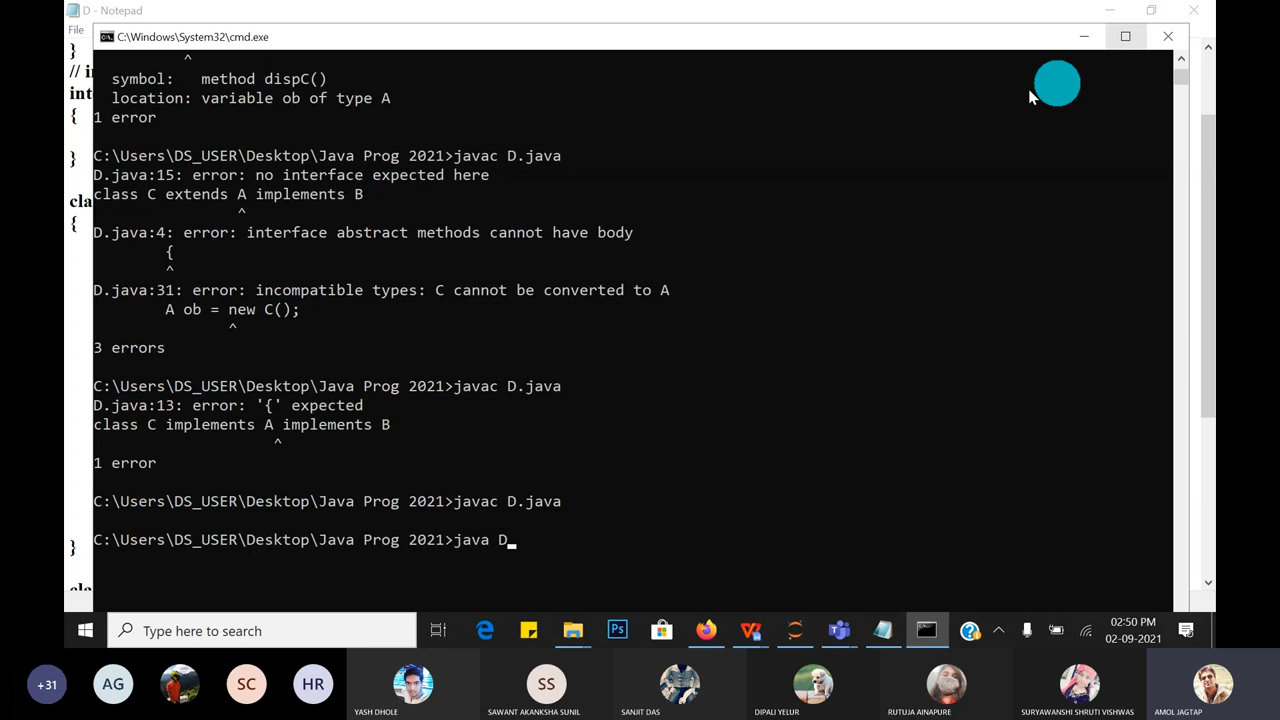 D - Notepad
File
C:\Windows\System32\cmd.exe
}
// i
int
{
}
cla
{
}
cla
^
symbol: method dispC()
location: variable ob of type A
1 error
C:\Users\DS_USER\Desktop\Java Prog 2021>javac D.java
D.java:15: error: no interface expected here
class C extends A implements B
^
D.java:4: error: interface abstract methods cannot have body
{
^
D.java:31: error: incompatible types: C cannot be converted to A
A ob = new C();
^
3 errors
C:\Users\DS_USER\Desktop\Java Prog 2021>javac D.java
D.java:13: error: '{' expected
class C implements A implements B
^
1 error
C:\Users\DS_USER\Desktop\Java Prog 2021>javac D.java
C:\Users\DS_USER\Desktop\Java Prog 2021>java D_
Type here to search
Ps
02:50 PM
02-09-2021
+31
AG
SC
HR
SS
YASH DHOLE
SAWANT AKANKSHA SUNIL
SANJIT DAS
DIPALI YELUR
RUTUJA AINAPURE
SURYAWANSHI SHRUTI VISHWAS
AMOL JAGTAP